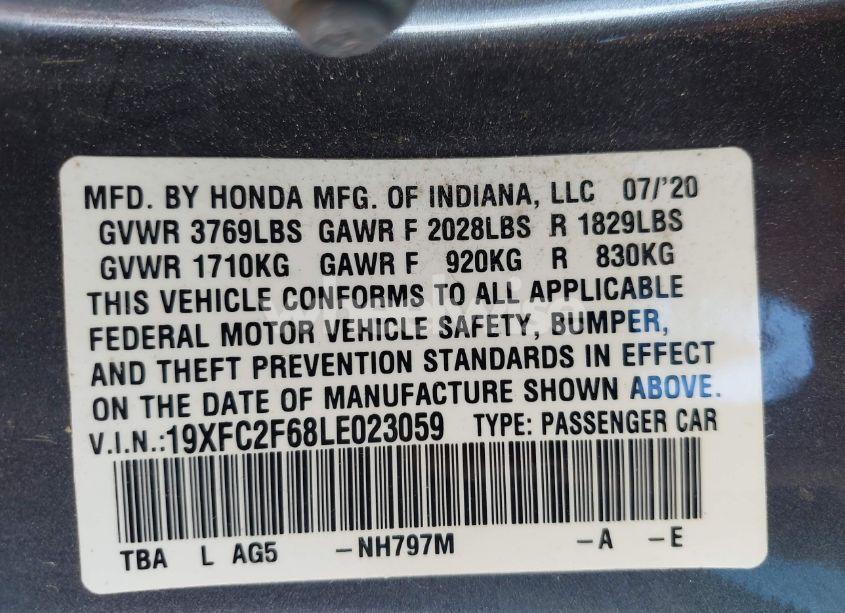 MFD. BY HONDA MFG. OF INDIANA, LLC 07/'20
GVWR 3769LBS GAWR F 2028LBS R 1829LBS
GVWR 1710KG GAWR F 920KG R 830KG
THIS VEHICLE CONFORMS TO ALL APPLICABLE
FEDERAL MOTOR VEHICLE SAFETY, BUMPER,
AND THEFT PREVENTION STANDARDS IN EFFECT
ON THE DATE OF MANUFACTURE SHOWN ABOVE.
V.I.N.:19XFC2F68LE023059 TYPE: PASSENGER CAR
TBA L AG5 -NH797M -A -E